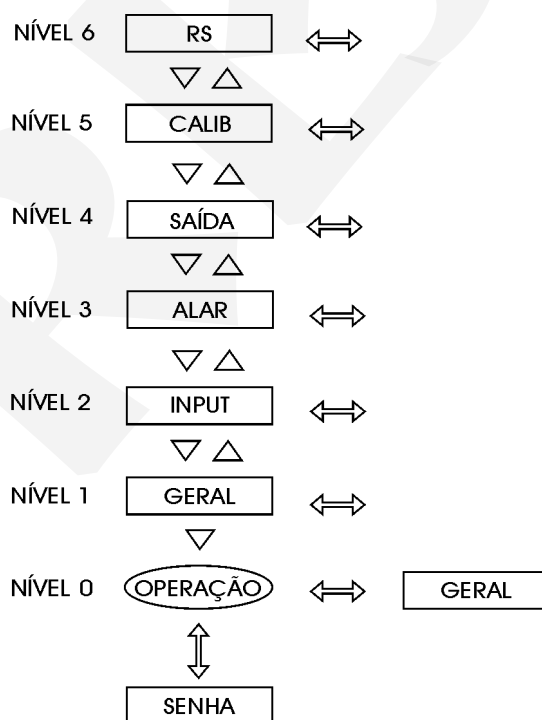 NÍVEL 6 RS
NÍVEL 5 CALIB
NÍVEL 4 SAÍDA
NÍVEL 3 ALAR
NÍVEL 2 INPUT
NÍVEL 1 GERAL
NÍVEL 0 OPERAÇÃO GERAL
SENHA